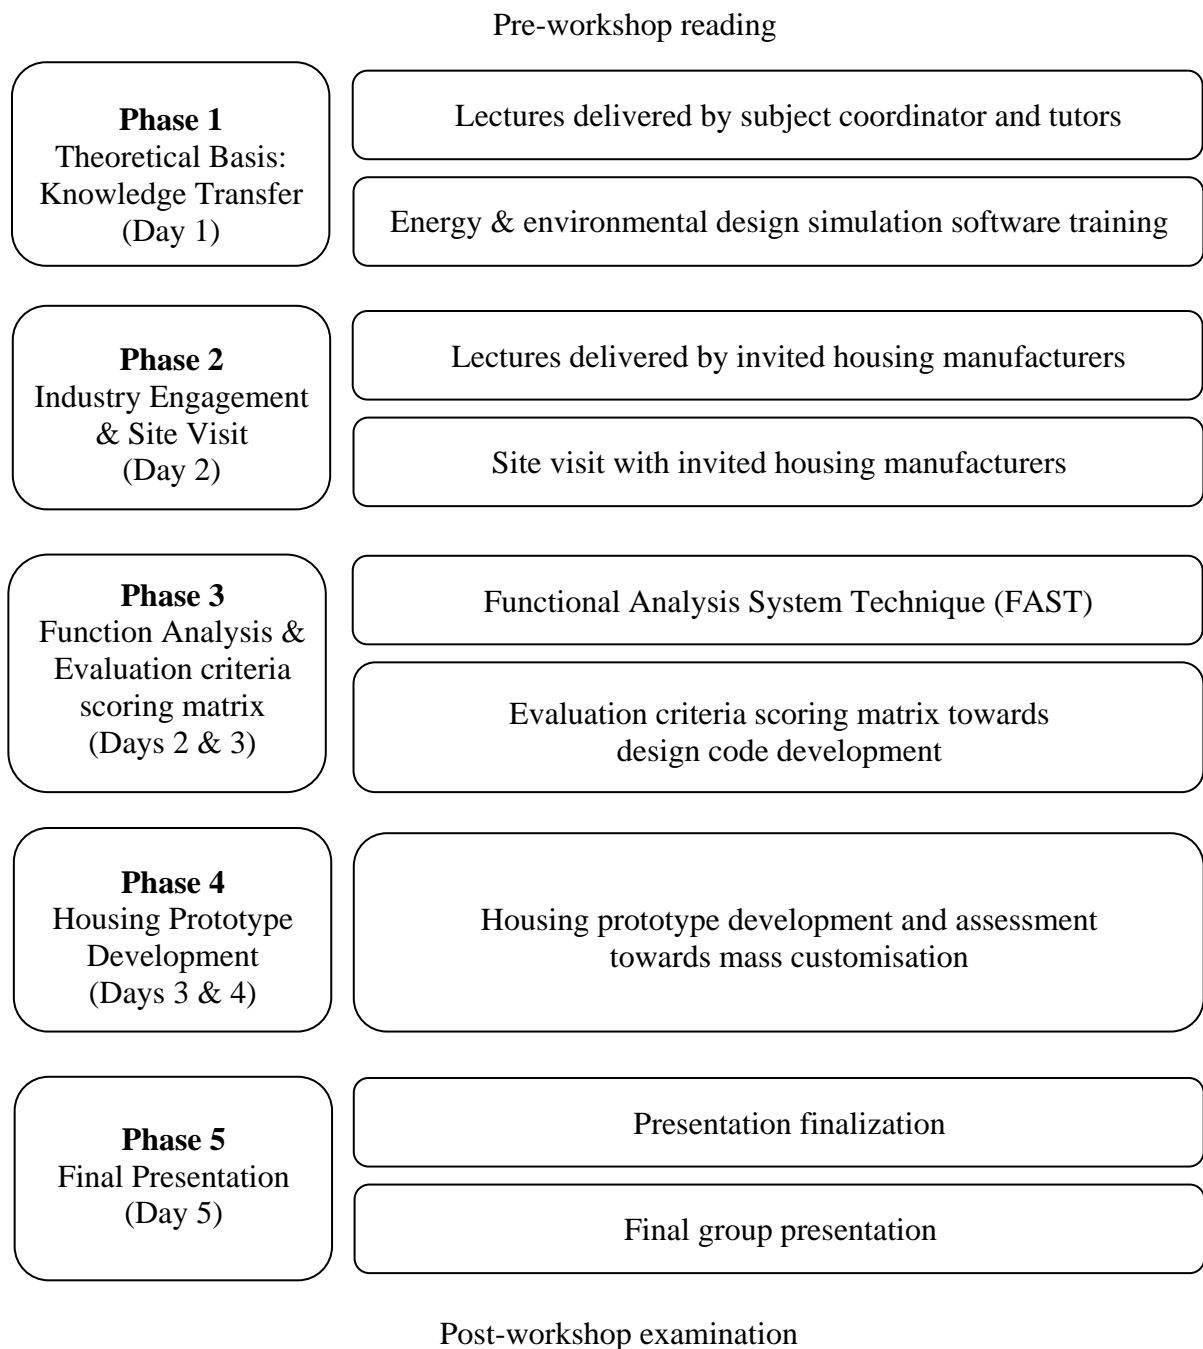 Pre-workshop reading
Phase 1
Theoretical Basis:
Knowledge Transfer
(Day 1)
Lectures delivered by subject coordinator and tutors
Energy & environmental design simulation software training
Phase 2
Industry Engagement
& Site Visit
(Day 2)
Lectures delivered by invited housing manufacturers
Site visit with invited housing manufacturers
Phase 3
Function Analysis &
Evaluation criteria
scoring matrix
(Days 2 & 3)
Functional Analysis System Technique (FAST)
Evaluation criteria scoring matrix towards
design code development
Phase 4
Housing Prototype
Development
(Days 3 & 4)
Housing prototype development and assessment
towards mass customisation
Phase 5
Final Presentation
(Day 5)
Presentation finalization
Final group presentation
Post-workshop examination